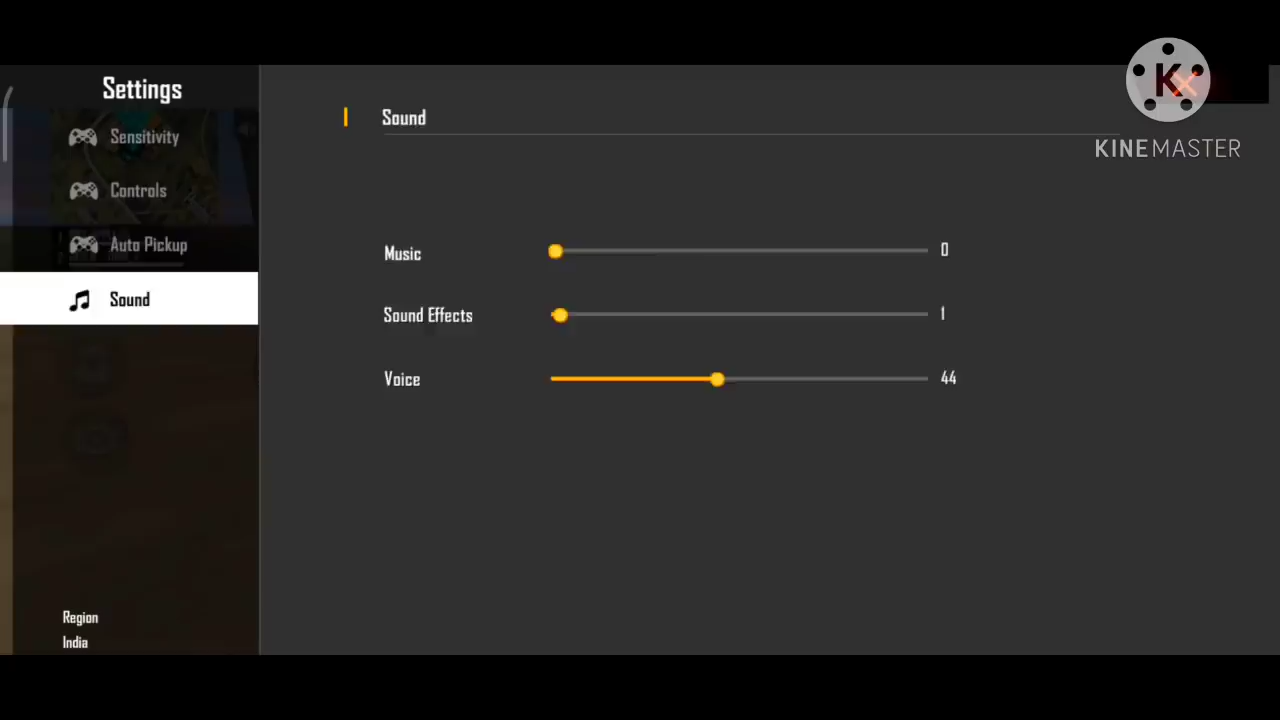 Settings
Sensitivity
Controls
Auto Pickup
Sound
Region
India
Sound
Music 0
Sound Effects 1
Voice 44
K
KINEMASTER